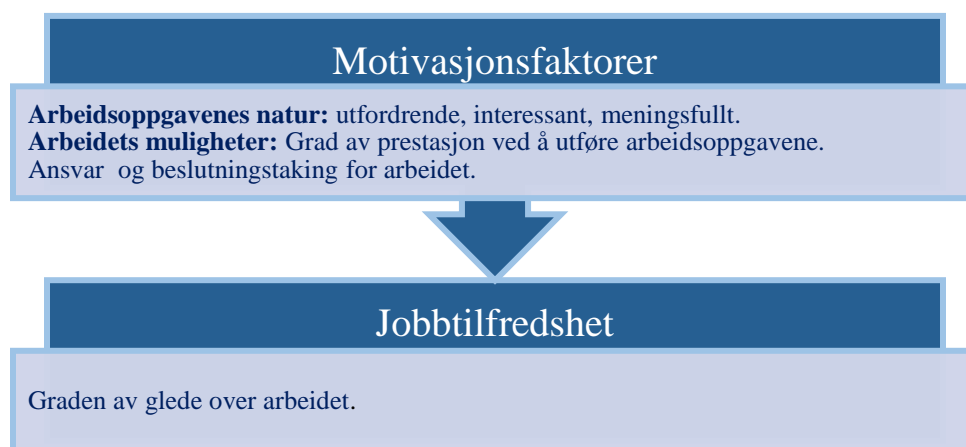 Motivasjonsfaktorer
Arbeidsoppgavenes natur: utfordrende, interessant, meningsfullt.
Arbeidets muligheter: Grad av prestasjon ved å utføre arbeidsoppgavene.
Ansvar og beslutningstaking for arbeidet.
Jobbtilfredshet
Graden av glede over arbeidet.